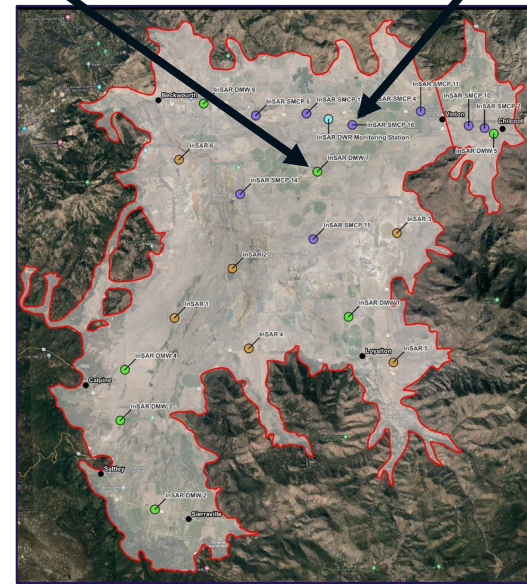 InSAR DMW 6
Beckwourth
InSAR SMCP 6
InSAR SMCP 1
SMCP 4
InSAR SMCP 11
InSAR SMCP 10
InSAR SMCP 2
Vinton
Chilcoot
InSAR SMCP 16
InSAR DWR Monitoring Station
InSAR DMW 5
InSAR 6
InSAR DMW 7
InSAR SMCP 14
InSAR SMCP 15
InSAR 3
InSAR 2
InSAR 1
InSAR DMW 1
InSAR 4
Loyalton
InSAR 5
InSAR DMW 4
Calpine
InSAR DMW 3
Sattley
InSAR DMW 2
Sierraville